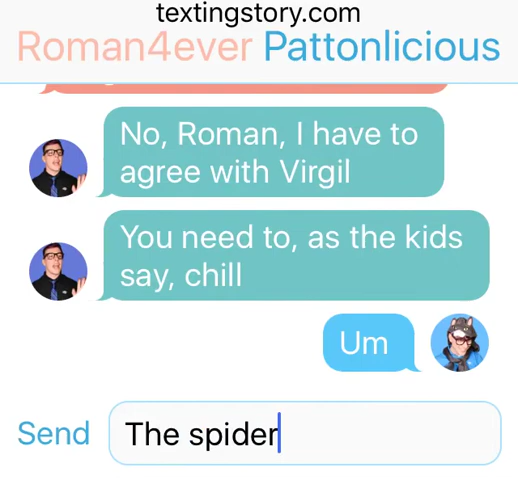 textingstory.com
Roman4ever Pattonlicious
No, Roman, I have to
agree with Virgil
You need to, as the kids
say, chill
Um
Send The spider